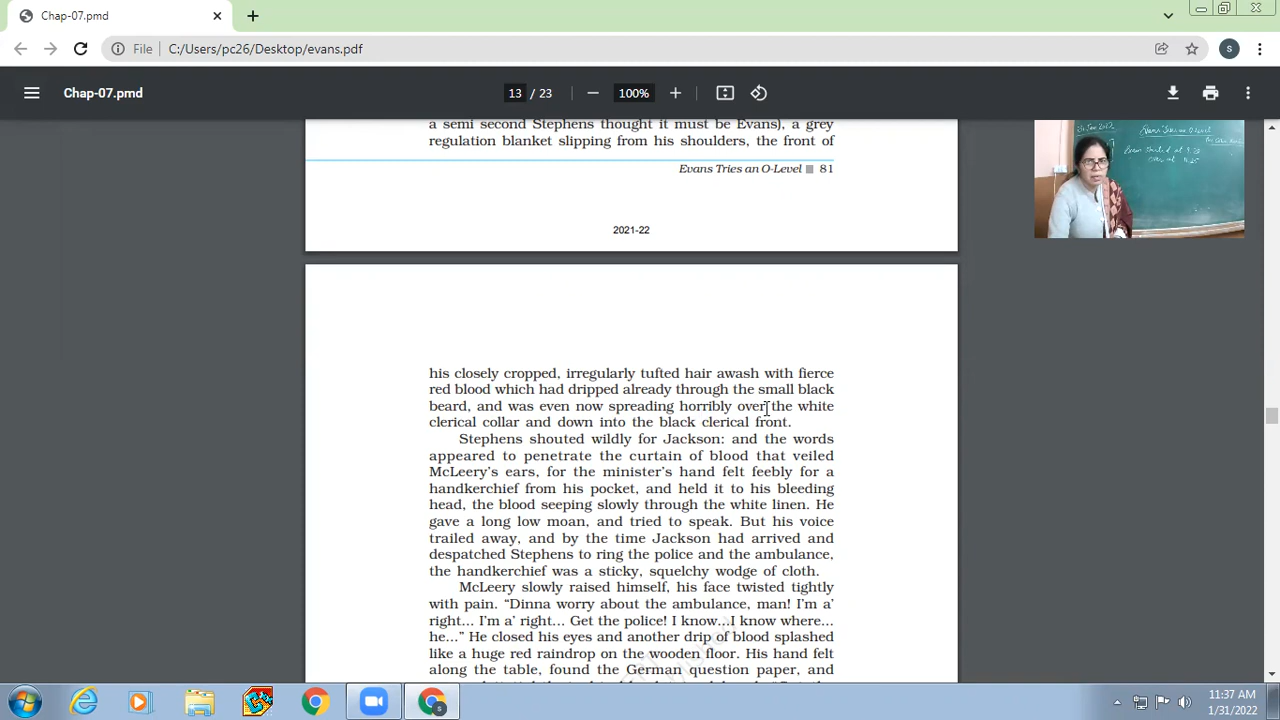 Chap-07.pmd
File
C:/Users/pc26/Desktop/evans.pdf
S
Chap-07.pmd
13 / 23
100%
a semi second Stephens thought it must be Evans), a grey
regulation blanket slipping from his shoulders, the front of
Evans Tries an O-Level 81
2021-22
his closely cropped, irregularly tufted hair awash with fierce
red blood which had dripped already through the small black
beard, and was even now spreading horribly over the white
clerical collar and down into the black clerical front.
Stephens shouted wildly for Jackson: and the words
appeared to penetrate the curtain of blood that veiled
McLeery's ears, for the minister's hand felt feebly for a
handkerchief from his pocket, and held it to his bleeding
head, the blood seeping slowly through the white linen. He
gave a long low moan, and tried to speak. But his voice
trailed away, and by the time Jackson had arrived and
despatched Stephens to ring the police and the ambulance,
the handkerchief was a sticky, squelchy wodge of cloth.
McLeery slowly raised himself, his face twisted tightly
with pain. “Dinna worry about the ambulance, man! I'm a'
right... I'm a' right... Get the police! I know...I know where...
he...” He closed his eyes and another drip of blood splashed
like a huge red raindrop on the wooden floor. His hand felt
along the table, found the German question paper, and
Evans Tries an O-Level
Exam started at 9.25
11:37 AM
1/31/2022